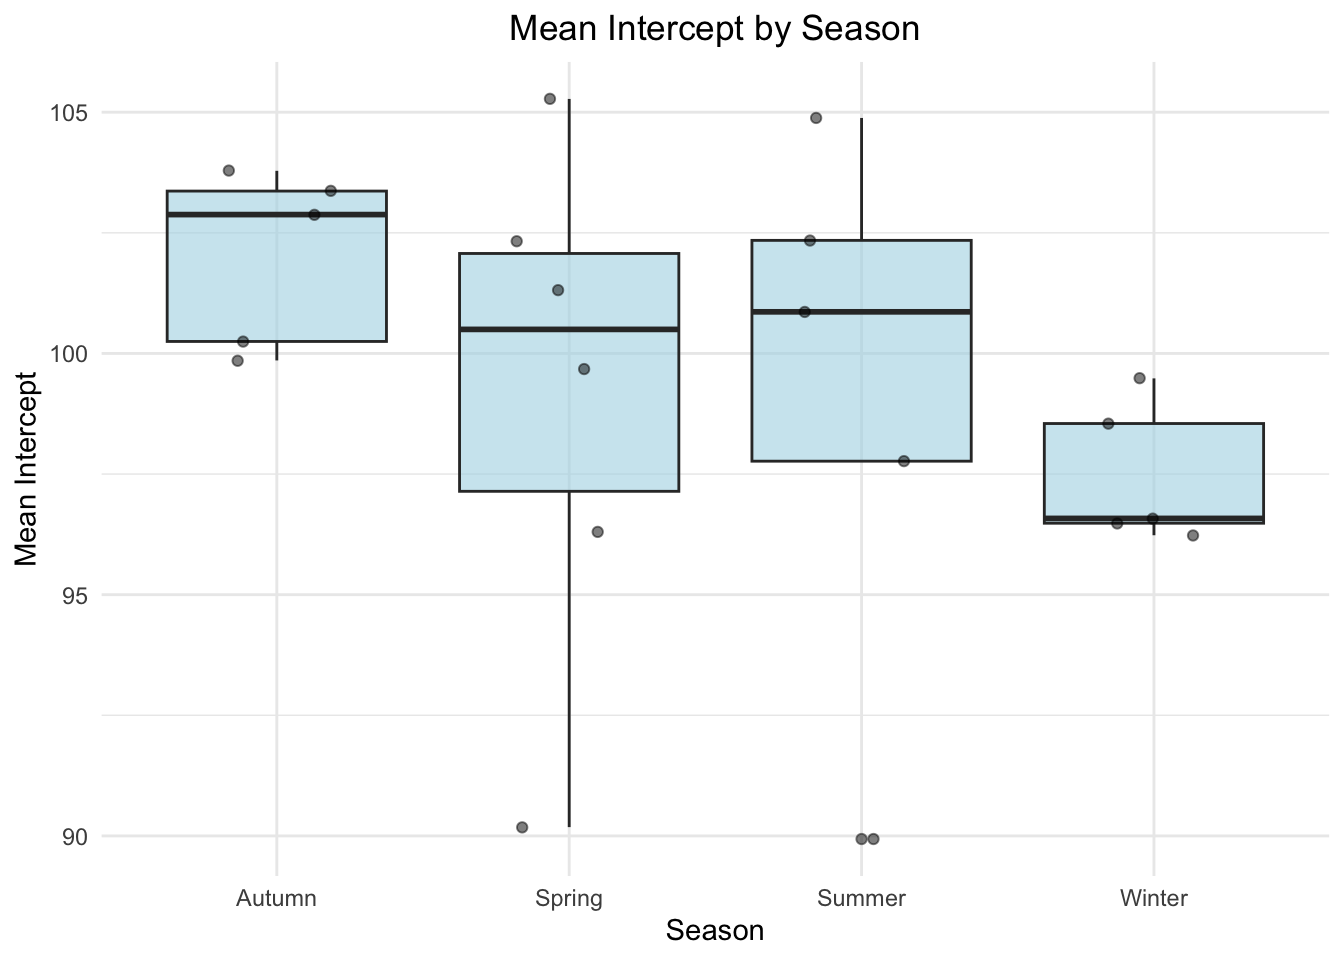 Mean Intercept by Season
Mean Intercept
105
100
95
90
Autumn Spring Summer Winter
Season